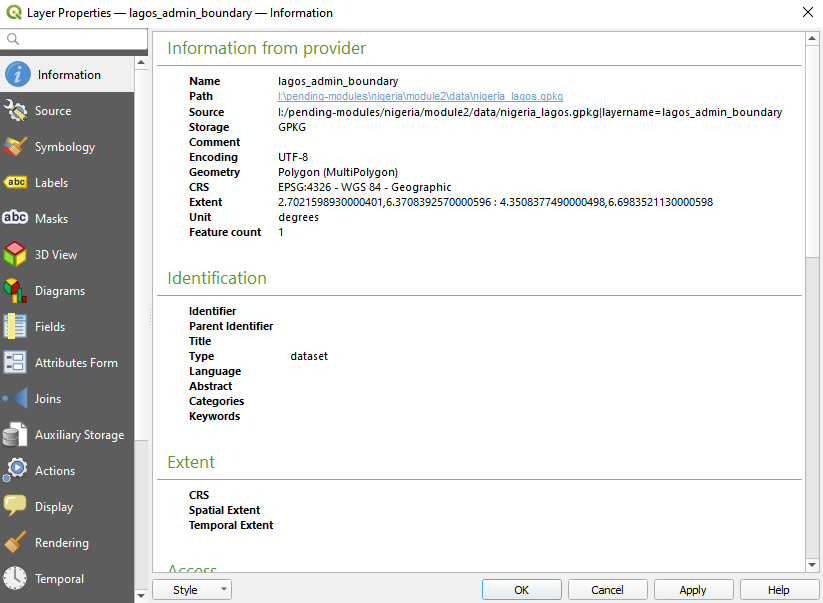 Layer Properties — lagos_admin_boundary — Information
Information
Source
Symbology
abc Labels
abc Masks
3D View
Diagrams
Fields
Attributes Form
Joins
Auxiliary Storage
Actions
Display
Rendering
Temporal
Information from provider
Name lagos_admin_boundary
Path I:\pending-modules\nigeria\module2\data\nigeria_lagos.gpkg
Source I:/pending-modules/nigeria/module2/data/nigeria_lagos.gpkg|layername=lagos_admin_boundary
Storage GPKG
Comment
Encoding UTF-8
Geometry Polygon (MultiPolygon)
CRS EPSG:4326 - WGS 84 - Geographic
Extent 2.7021598930000401,6.3708392570000596 : 4.3508377490000498,6.6983521130000598
Unit degrees
Feature count 1
Identification
Identifier
Parent Identifier
Title
Type dataset
Language
Abstract
Categories
Keywords
Extent
CRS
Spatial Extent
Temporal Extent
Access
Style
OK
Cancel
Apply
Help